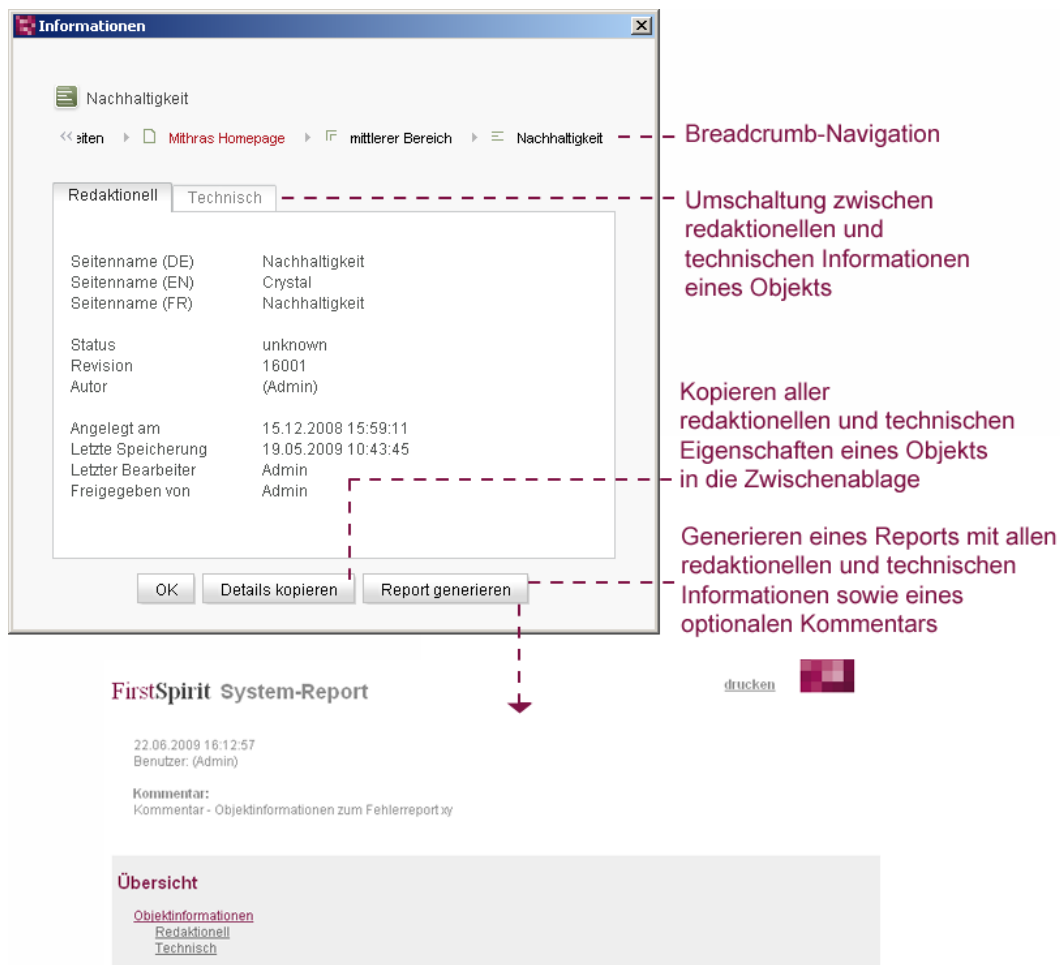 Informationen
Nachhaltigkeit
eiten Mithras Homepage mittlerer Bereich Nachhaltigkeit
Breadcrumb-Navigation
Redaktionell Technisch
Umschaltung zwischen
redaktionellen und
technischen Informationen
eines Objekts
Seitenname (DE) Nachhaltigkeit
Seitenname (EN) Crystal
Seitenname (FR) Nachhaltigkeit
Status unknown
Revision 16001
Autor (Admin)
Angelegt am 15.12.2008 15:59:11
Letzte Speicherung 19.05.2009 10:43:45
Letzter Bearbeiter Admin
Freigegeben von Admin
Kopieren aller
redaktionellen und technischen
Eigenschaften eines Objekts
in die Zwischenablage
OK Details kopieren Report generieren
Generieren eines Reports mit allen
redaktionellen und technischen
Informationen sowie eines
optionalen Kommentars
FirstSpirit System-Report
drucken
22.06.2009 16:12:57
Benutzer: (Admin)
Kommentar:
Kommentar - Objektinformationen zum Fehlerreport xy
Übersicht
Objektinformationen
Redaktionell
Technisch